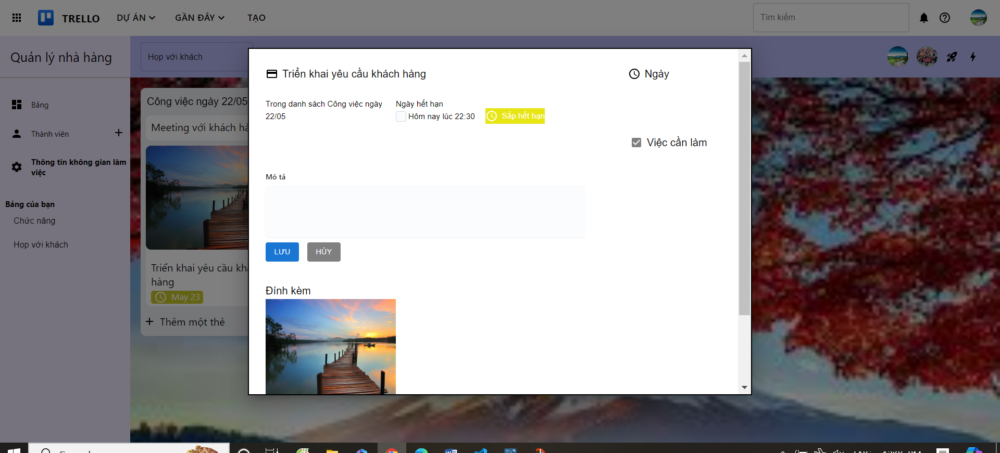 TRELLO
DỰ ÁN
GẦN ĐÂY
TẠO
Tìm kiếm
Quản lý nhà hàng
Họp với khách
Bảng
Thành viên
Thông tin không gian làm
việc
Bảng của bạn
Chức năng
Họp với khách
Công việc ngày 22/05
Meeting với khách hà
Triển khai yêu cầu khá
hàng
May 23
Thêm một thẻ
Triển khai yêu cầu khách hàng
Ngày
Trong danh sách Công việc ngày
22/05
Ngày hết hạn
Hôm nay lúc 22:30
Sắp hết hạn
Việc cần làm
Mô tả
LƯU
HỦY
Đính kèm